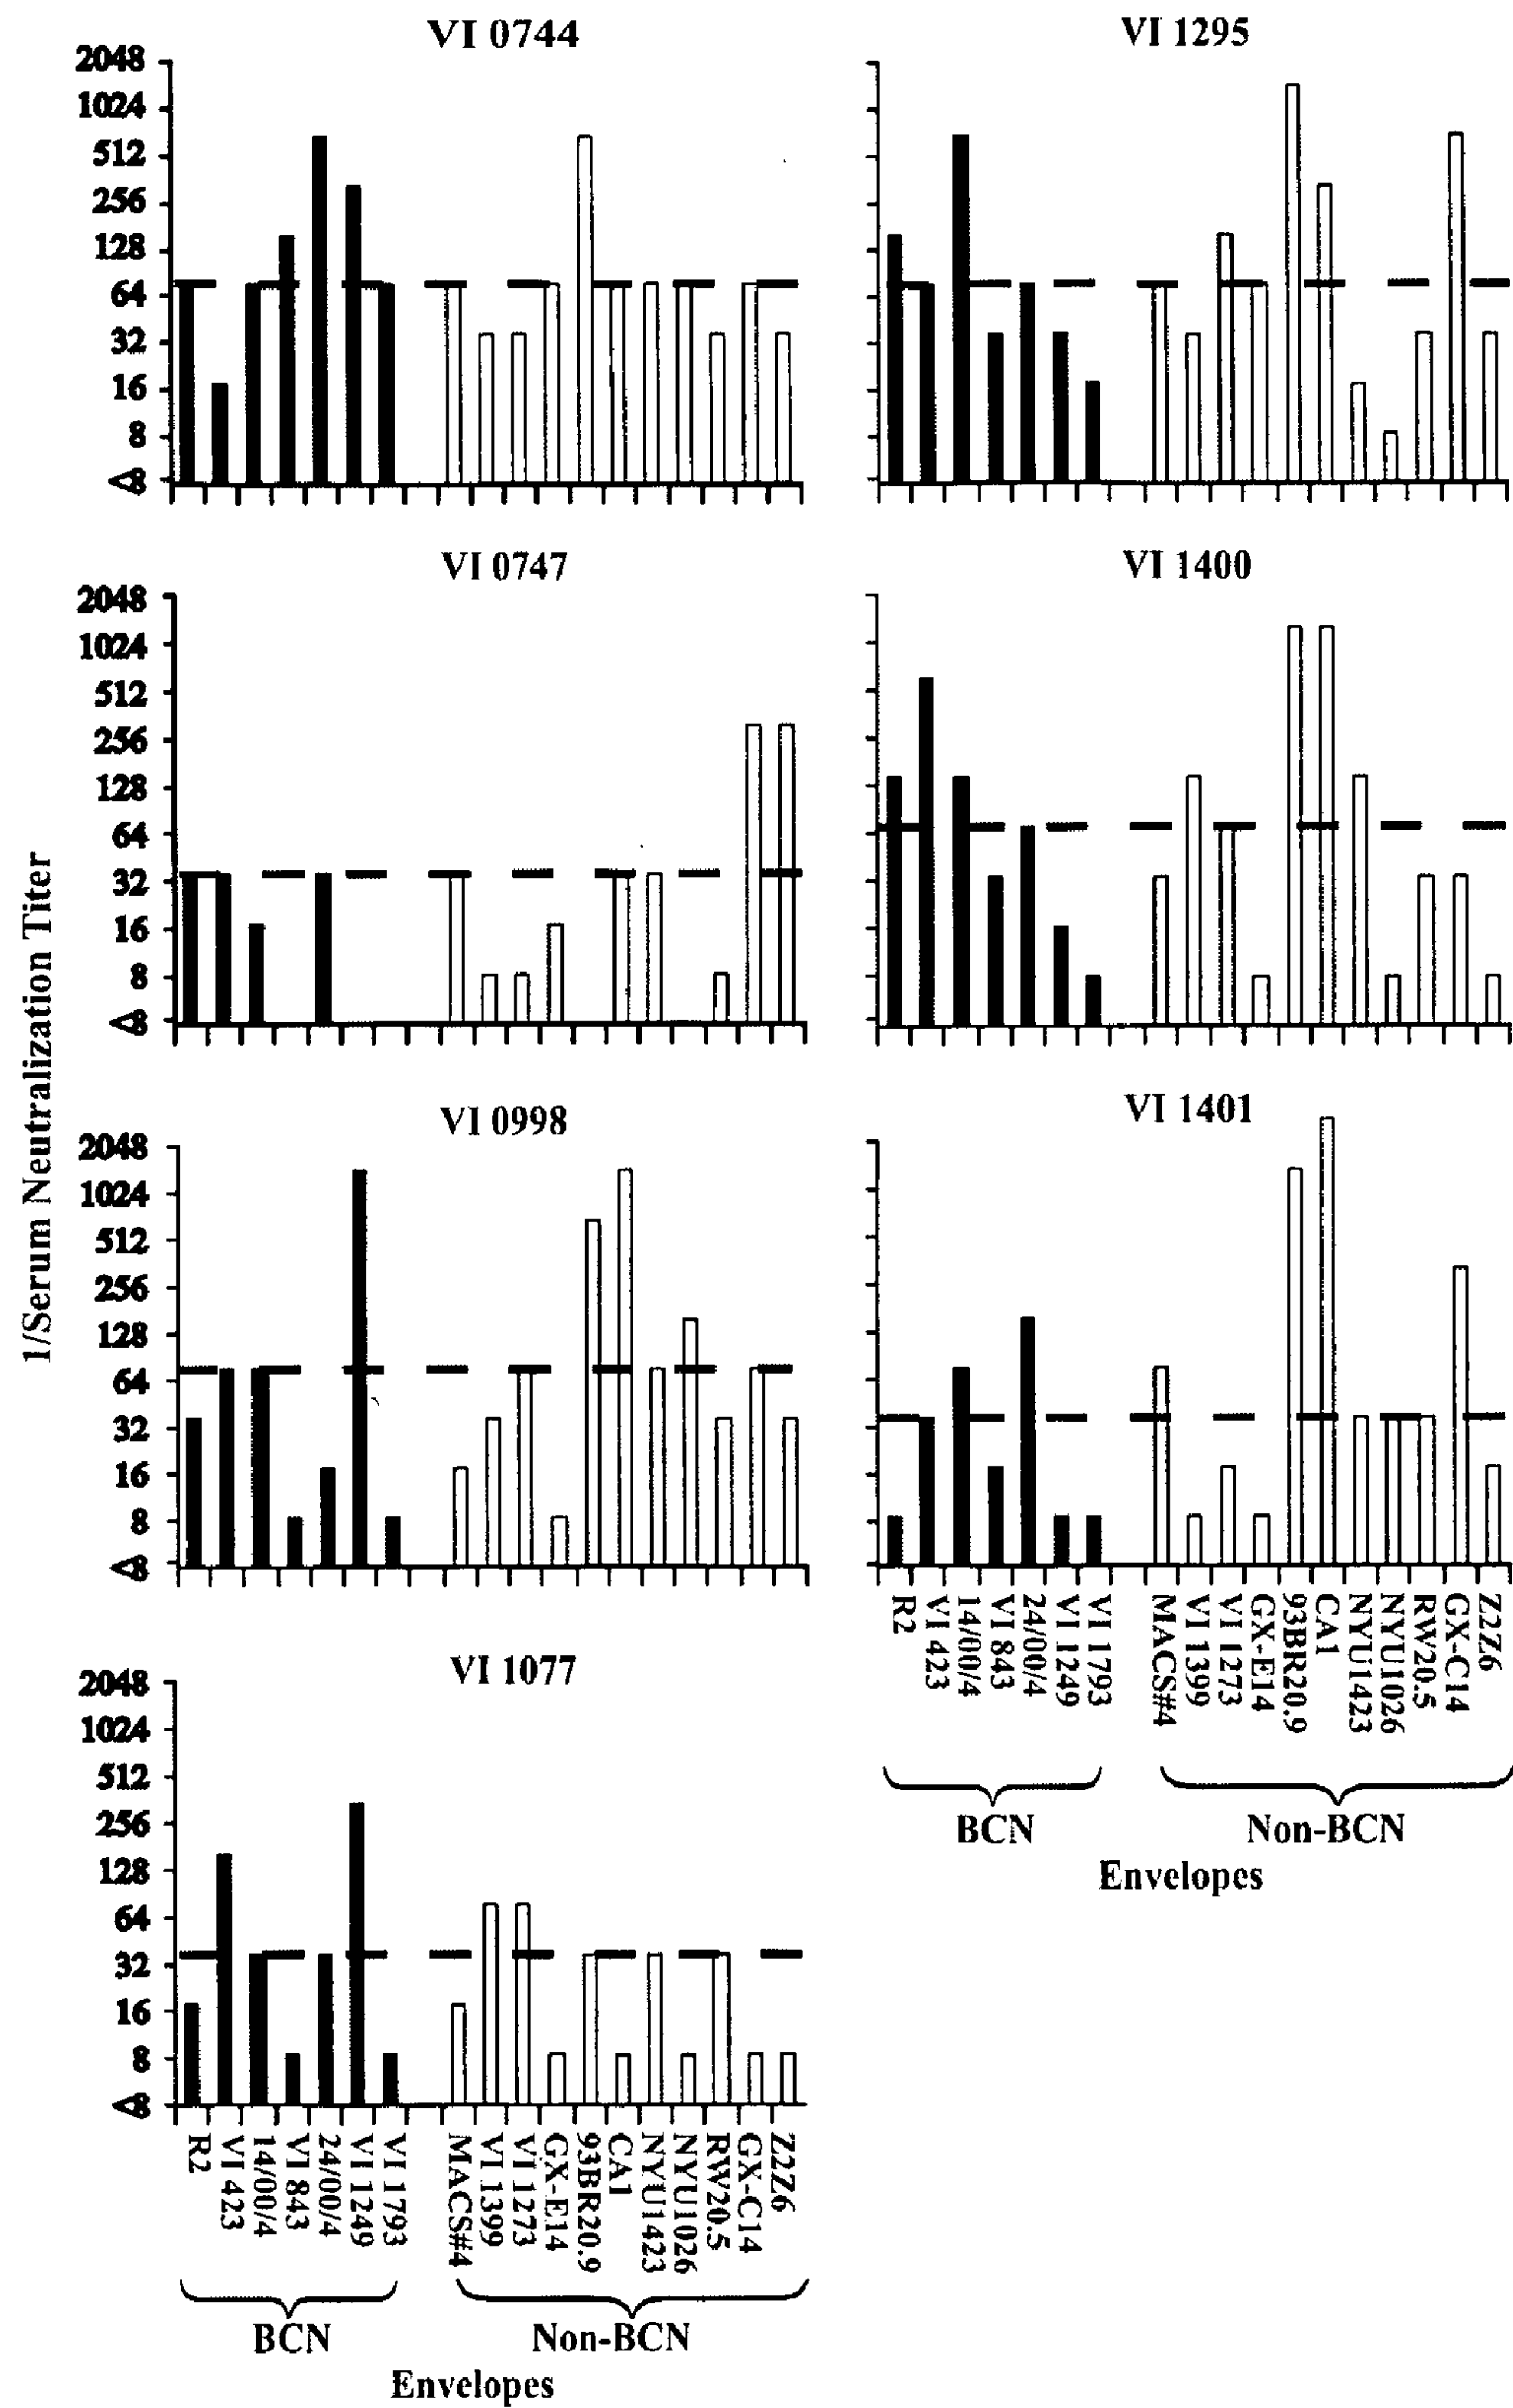 VI 0744
2048
1024
512
256
128
64
32
16
8
<8
VI 1295
VI 0747
2048
1024
512
256
128
64
32
16
8
<8
VI 1400
1/Serum Neutralization Titer
VI 0998
2048
1024
512
256
128
64
32
16
8
<8
VI 1401
R2
VI 423
14/00/4
VI 843
24/00/4
VI 1249
VI 1793
MACS#4
VI 1399
VI 1273
GX-E14
93BR20.9
CA1
NYU1423
NYU1026
RW20.5
GX-C14
Z2Z6
BCN
Non-BCN
Envelopes
VI 1077
2048
1024
512
256
128
64
32
16
8
<8
R2
VI 423
14/00/4
VI 843
24/00/4
VI 1249
VI 1793
MACS#4
VI 1399
VI 1273
GX-E14
93BR20.9
CA1
NYU1423
NYU1026
RW20.5
GX-C14
Z2Z6
BCN
Non-BCN
Envelopes